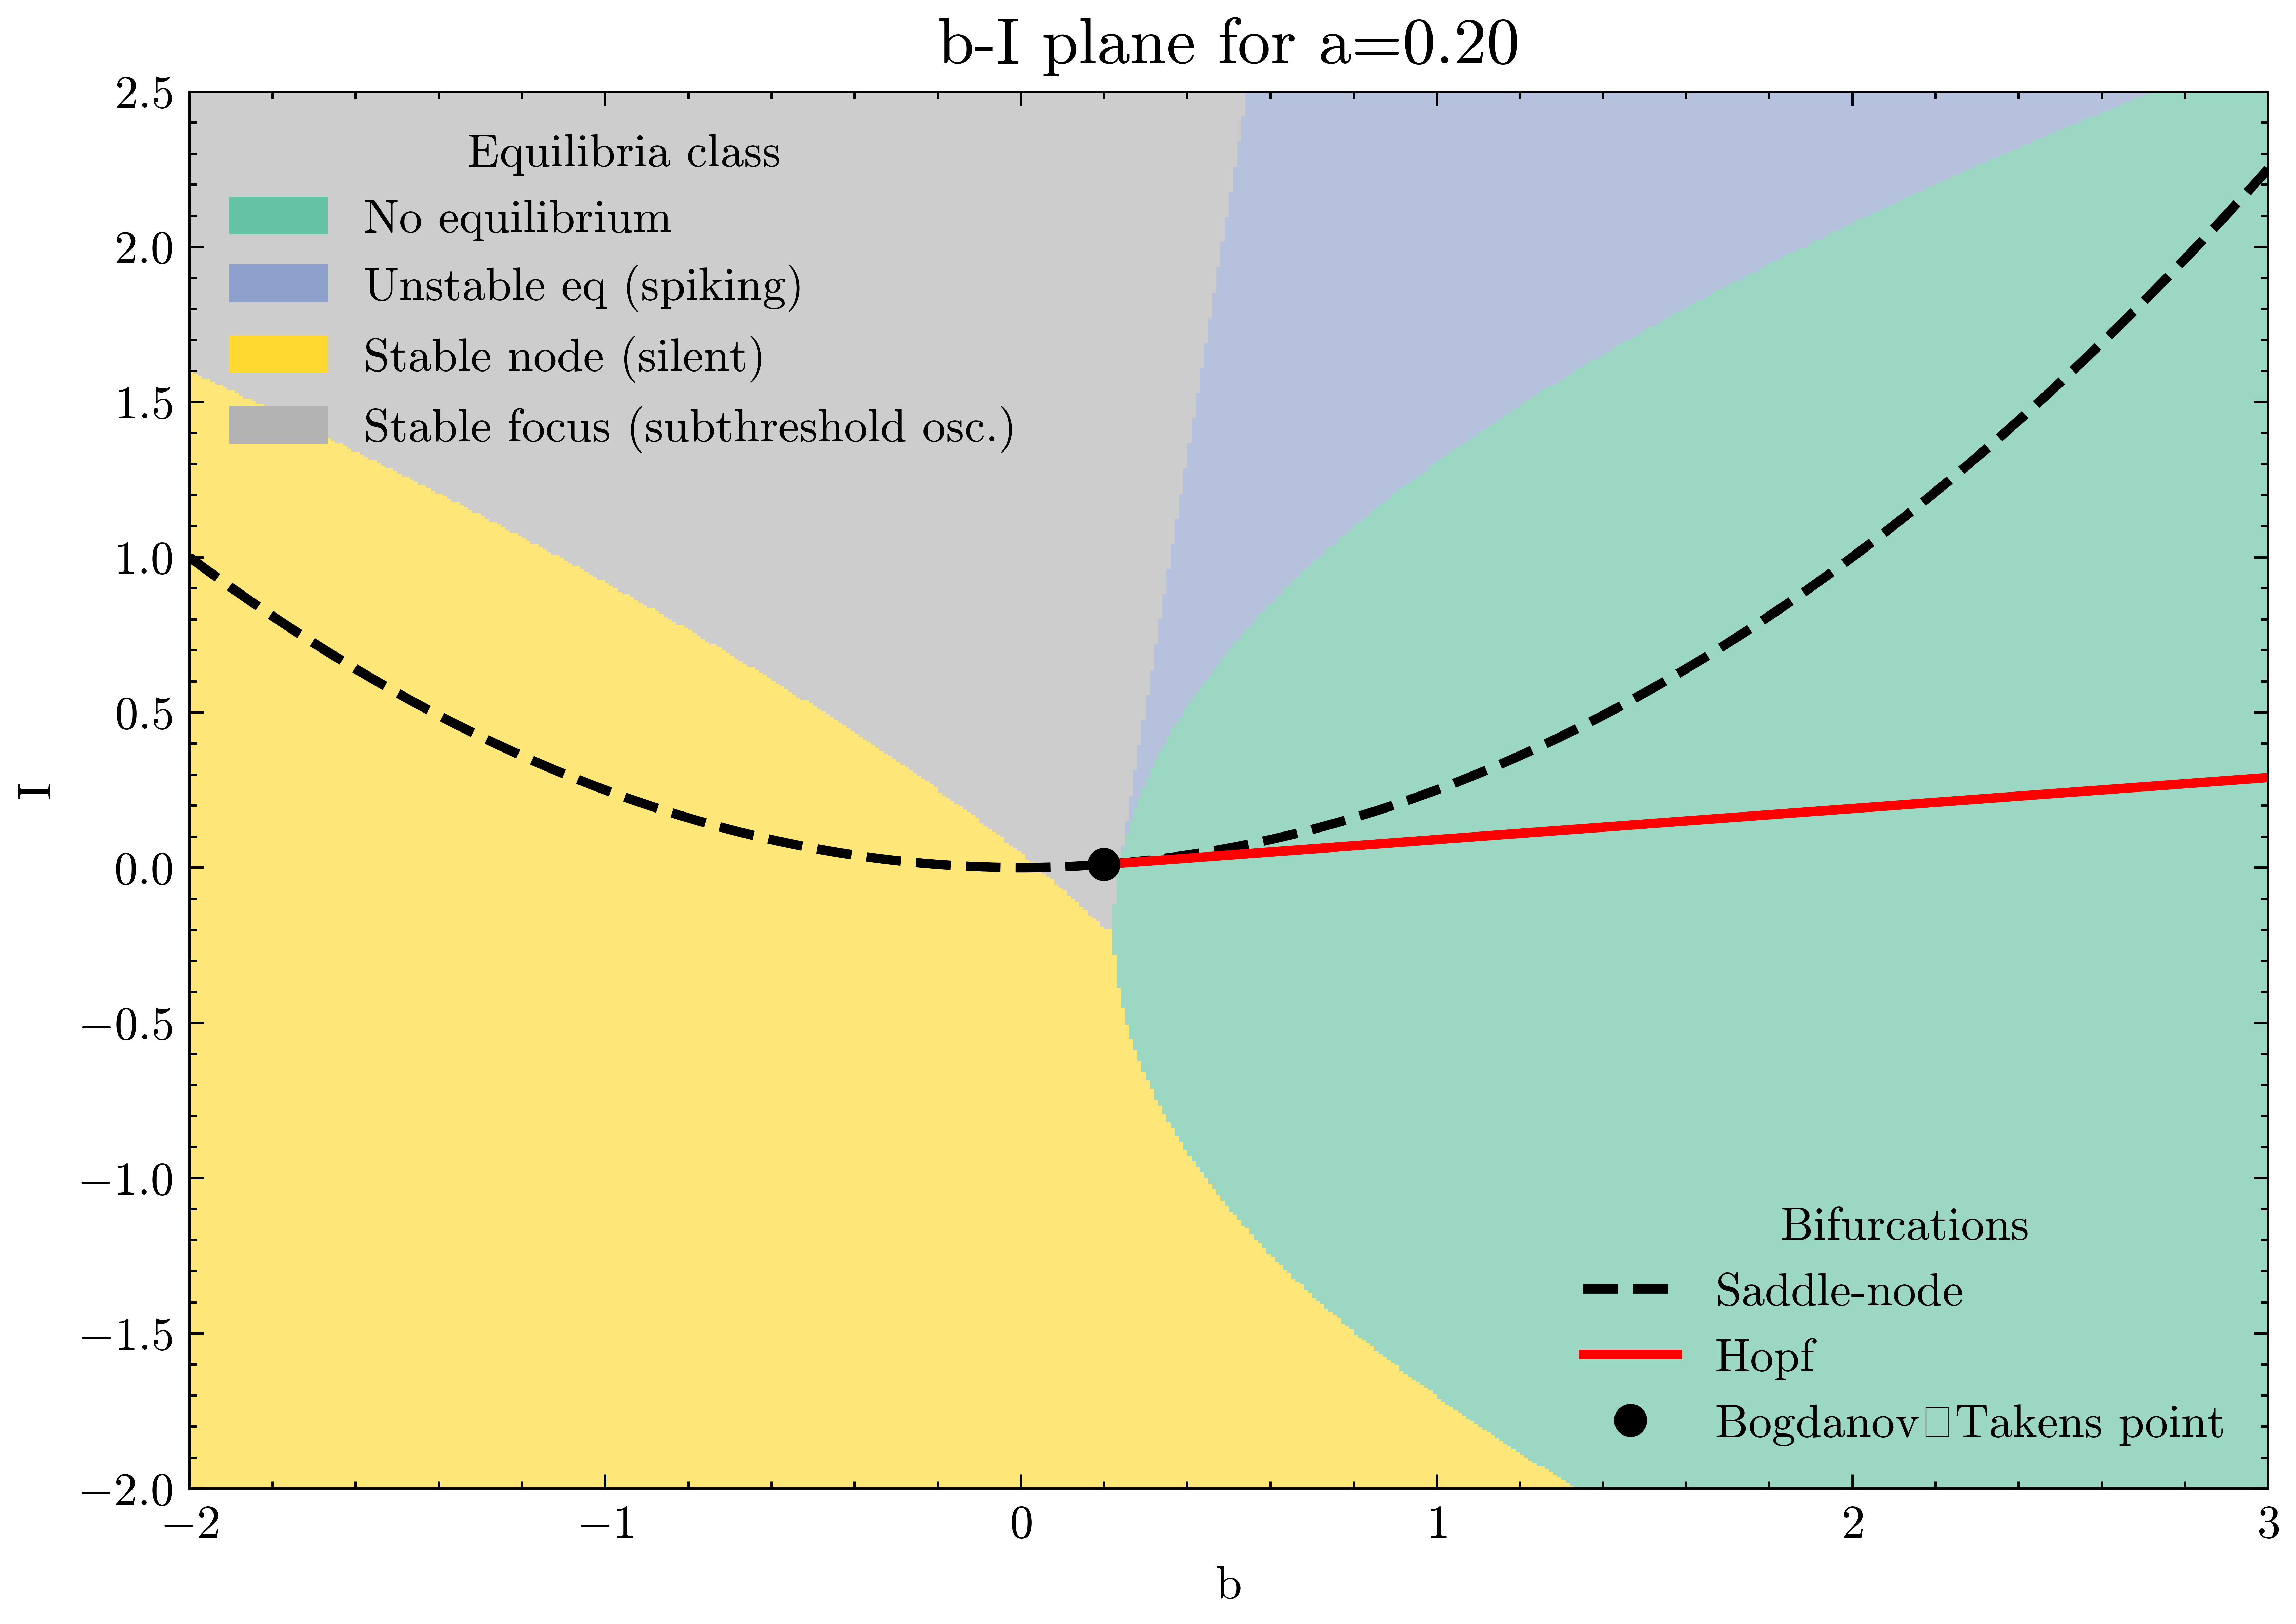 b-I plane for a=0.20
Equilibria class
No equilibrium
Unstable eq (spiking)
Stable node (silent)
Stable focus (subthreshold osc.)
2.5
2.0
1.5
1.0
0.5
0.0
−0.5
−1.0
−1.5
−2.0
I
Bifurcations
Saddle-node
Hopf
Bogdanov□Takens point
−2
−1
0
1
2
3
b